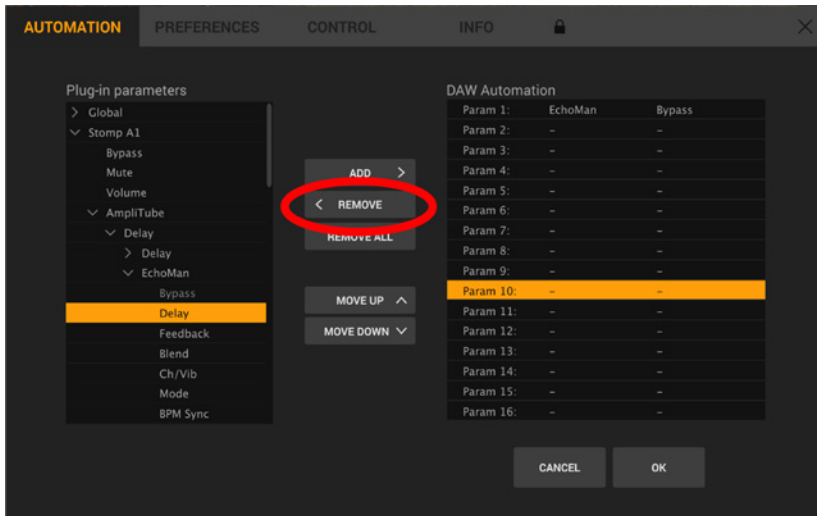 AUTOMATION PREFERENCES CONTROL INFO
Plug-in parameters
Global
Stomp A1
Bypass
Mute
Volume
AmpliTube
Delay
Delay
EchoMan
Bypass
Delay
Feedback
Blend
Ch/Vib
Mode
BPM Sync
ADD >
< REMOVE
REMOVE ALL
MOVE UP
MOVE DOWN
DAW Automation
Param 1: EchoMan Bypass
Param 2: – –
Param 3: – –
Param 4: – –
Param 5: – –
Param 6: – –
Param 7: – –
Param 8: – –
Param 9: – –
Param 10: – –
Param 11: – –
Param 12: – –
Param 13: – –
Param 14: – –
Param 15: – –
Param 16: – –
CANCEL OK